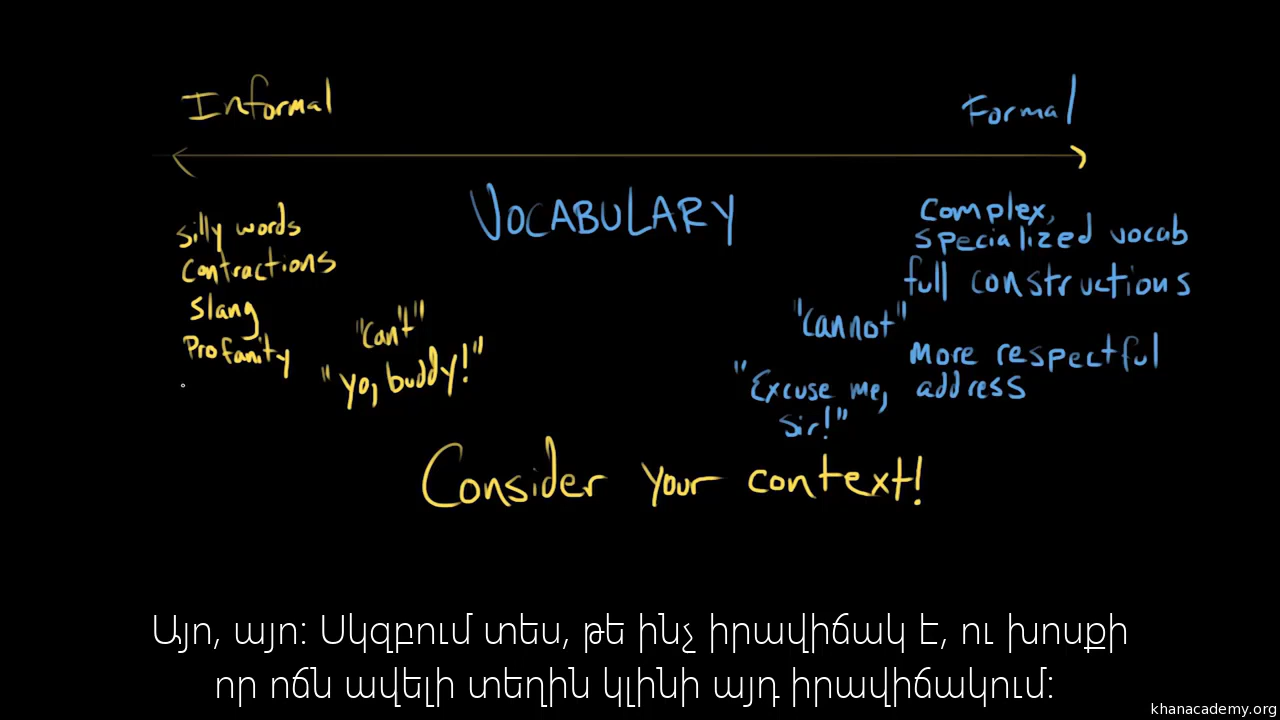 Informal
Formal
VOCABULARY
silly words
contractions
slang
Profanity
"Can't"
"yo, buddy!"
Complex,
specialized vocab
full constructions
"Cannot"
More respectful
address
"Excuse me,
sir!"
Consider your context!
Այո, այո: Սկզբում տես, թե ինչ իրավիճակ է, ու խոսքի
որ ոճն ավելի տեղին կլինի այդ իրավիճակում:
khanacademy.org